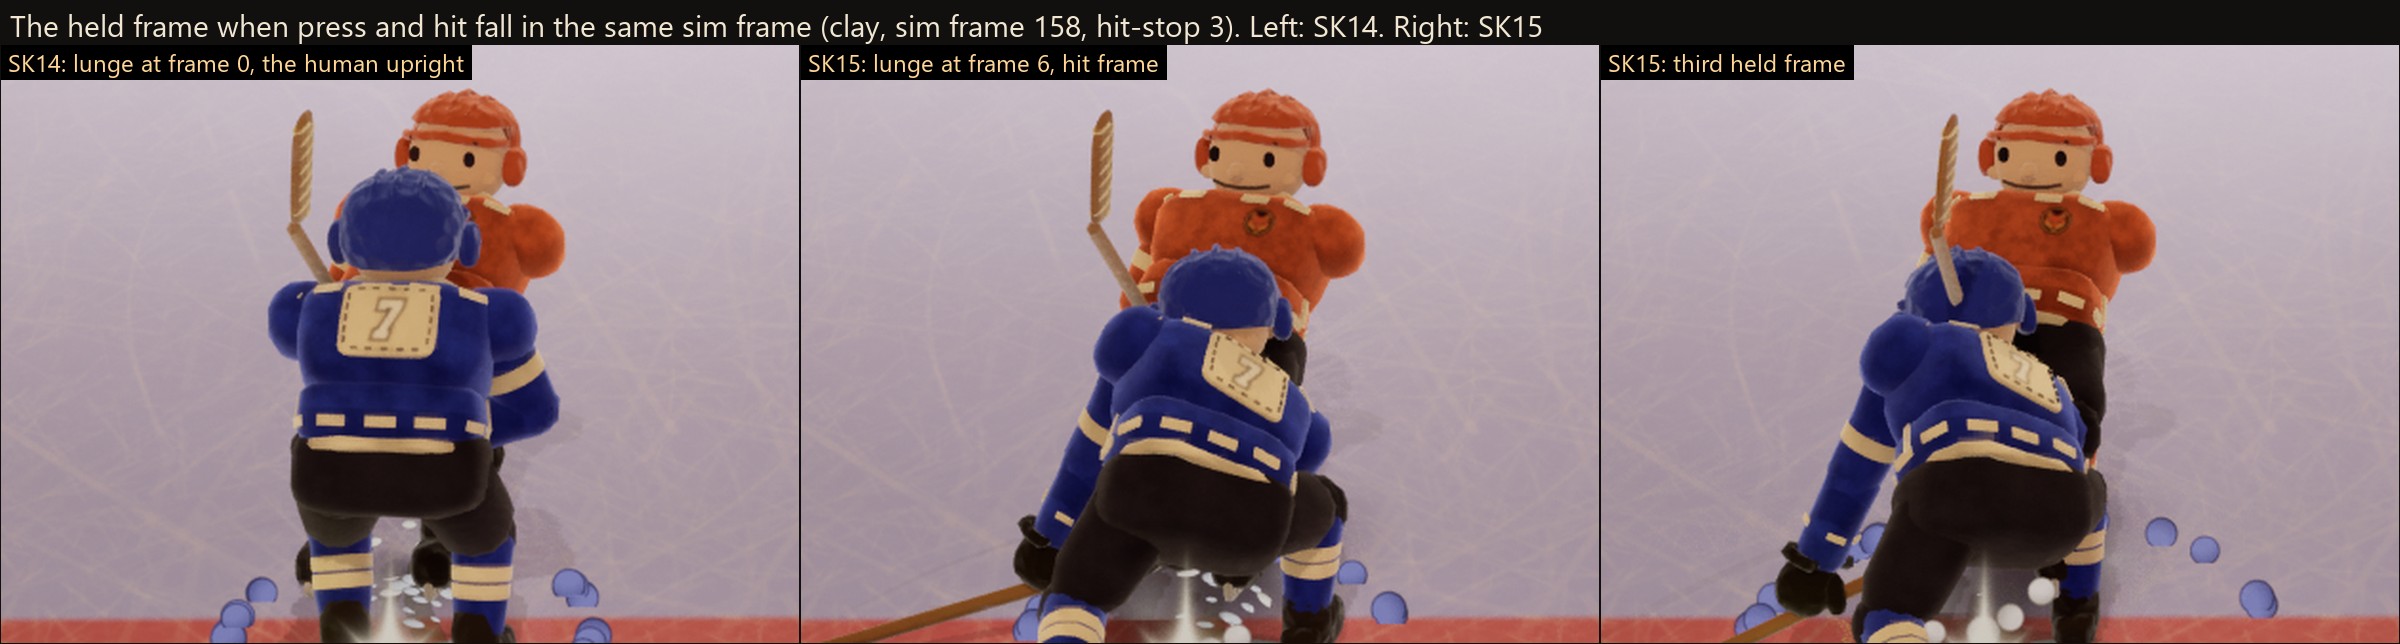 The held frame when press and hit fall in the same sim frame (clay, sim frame 158, hit-stop 3). Left: SK14. Right: SK15
SK14: lunge at frame 0, the human upright
SK15: lunge at frame 6, hit frame
SK15: third held frame
7
7
7